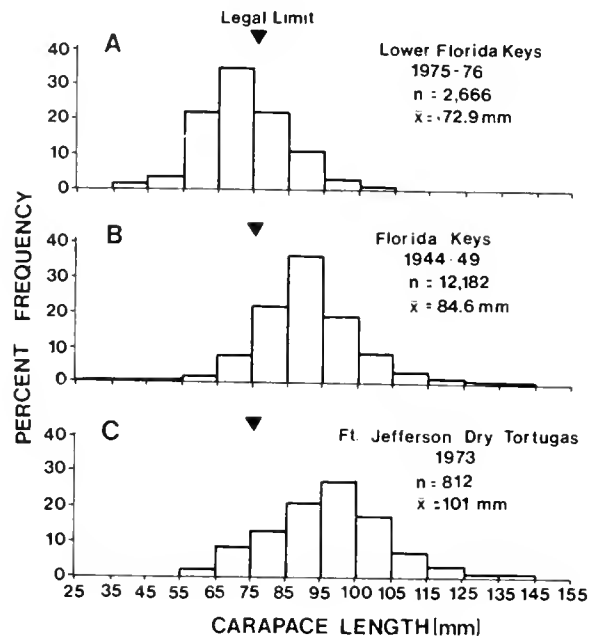 Legal Limit
A
Lower Florida Keys
1975-76
n = 2,666
x̄ = 72.9 mm
40
30
20
10
0
B
Florida Keys
1944-49
n = 12,182
x̄ = 84.6 mm
40
30
20
10
0
C
Ft. Jefferson Dry Tortugas
1973
n = 812
x̄ = 101 mm
40
30
20
10
0
PERCENT FREQUENCY
25 35 45 55 65 75 85 95 105 115 125 135 145 155
CARAPACE LENGTH (mm)